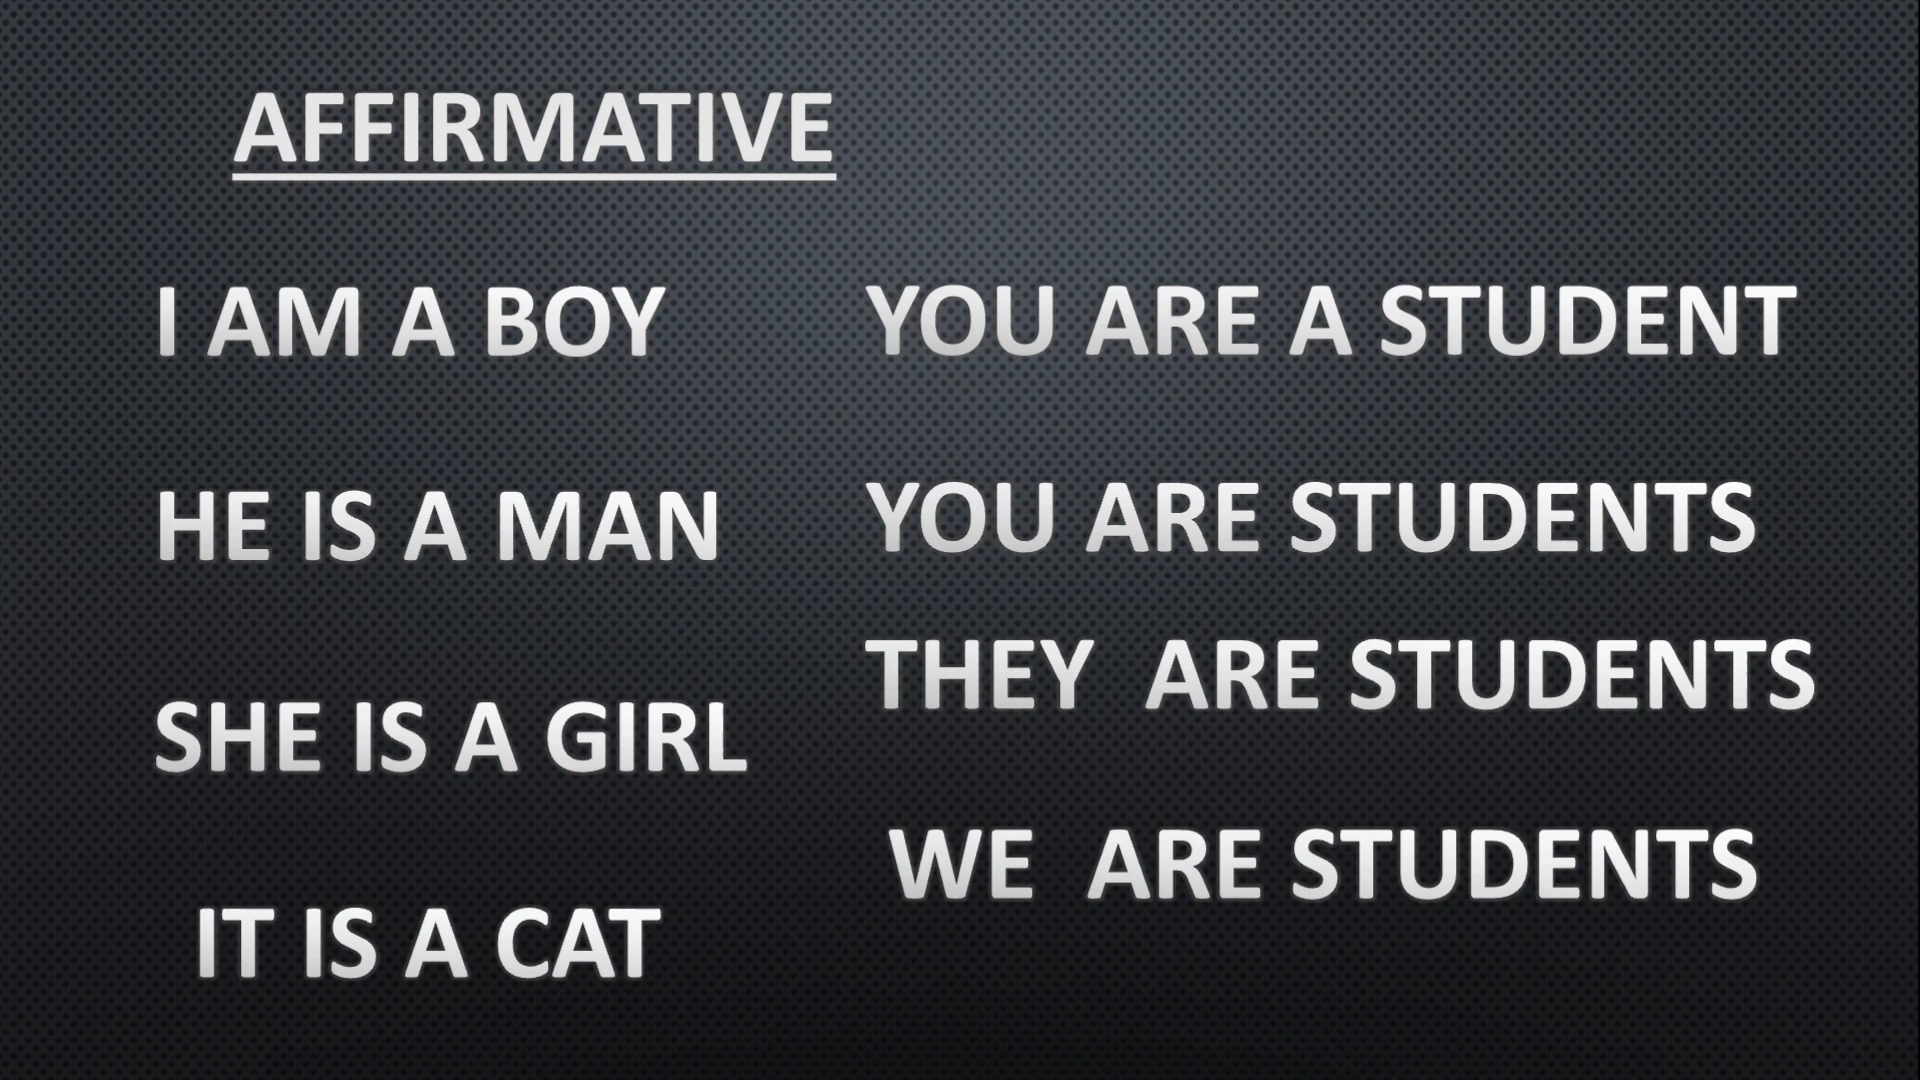 AFFIRMATIVE
I AM A BOY
HE IS A MAN
SHE IS A GIRL
IT IS A CAT
YOU ARE A STUDENT
YOU ARE STUDENTS
THEY  ARE STUDENTS
WE  ARE STUDENTS